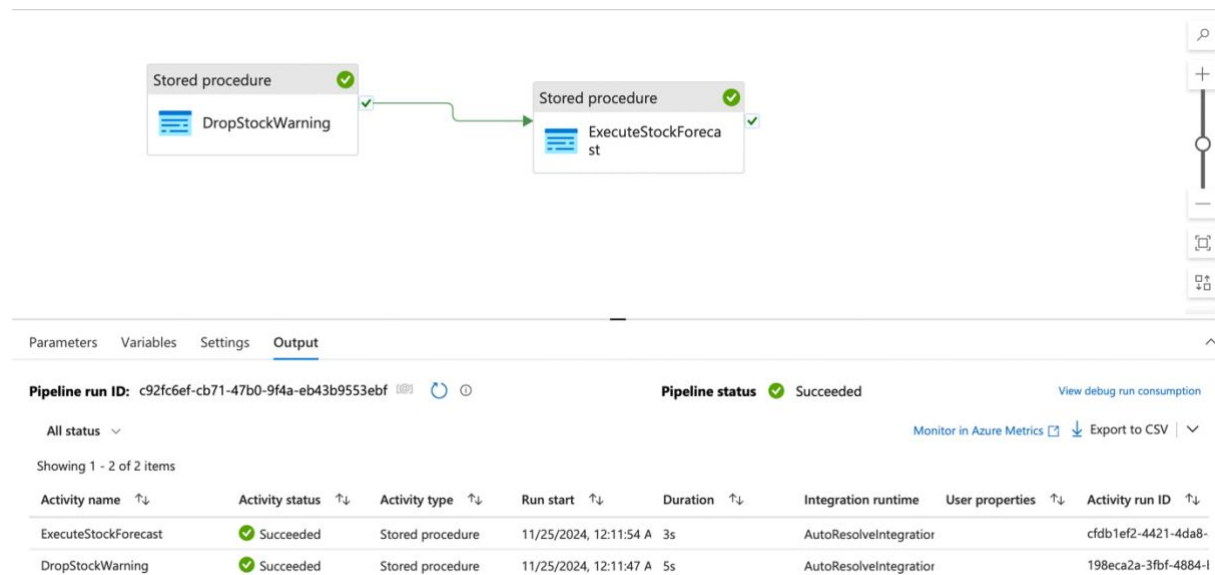 Stored procedure
DropStockWarning
Stored procedure
ExecuteStockForeca
st
Parameters Variables Settings Output
Pipeline run ID: c92fc6ef-cb71-47b0-9f4a-eb43b9553ebf Pipeline status Succeeded View debug run consumption
All status Monitor in Azure Metrics Export to CSV
Showing 1 - 2 of 2 items
Activity name Activity status Activity type Run start Duration Integration runtime User properties Activity run ID
ExecuteStockForecast Succeeded Stored procedure 11/25/2024, 12:11:54 A 3s AutoResolveIntegration cfdb1ef2-4421-4da8-
DropStockWarning Succeeded Stored procedure 11/25/2024, 12:11:47 A 5s AutoResolveIntegration 198eca2a-3fbf-4884-